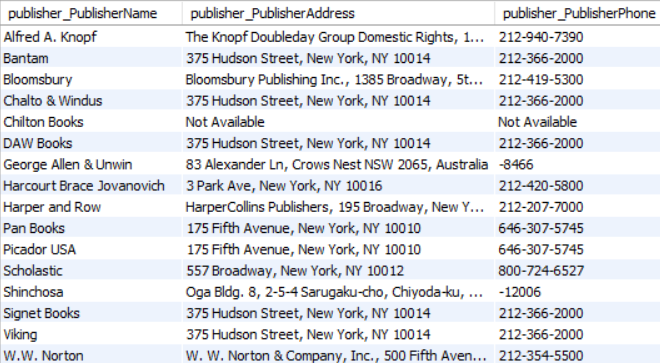 publisher_PublisherName publisher_PublisherAddress publisher_PublisherPhone
Alfred A. Knopf The Knopf Doubleday Group Domestic Rights, 1... 212-940-7390
Bantam 375 Hudson Street, New York, NY 10014 212-366-2000
Bloomsbury Bloomsbury Publishing Inc., 1385 Broadway, 5t... 212-419-5300
Chalto & Windus 375 Hudson Street, New York, NY 10014 212-366-2000
Chilton Books Not Available Not Available
DAW Books 375 Hudson Street, New York, NY 10014 212-366-2000
George Allen & Unwin 83 Alexander Ln, Crows Nest NSW 2065, Australia -8466
Harcourt Brace Jovanovich 3 Park Ave, New York, NY 10016 212-420-5800
Harper and Row HarperCollins Publishers, 195 Broadway, New Y... 212-207-7000
Pan Books 175 Fifth Avenue, New York, NY 10010 646-307-5745
Picador USA 175 Fifth Avenue, New York, NY 10010 646-307-5745
Scholastic 557 Broadway, New York, NY 10012 800-724-6527
Shinchosa Oga Bldg. 8, 2-5-4 Sarugaku-cho, Chiyoda-ku, ... -12006
Signet Books 375 Hudson Street, New York, NY 10014 212-366-2000
Viking 375 Hudson Street, New York, NY 10014 212-366-2000
W.W. Norton W. W. Norton & Company, Inc., 500 Fifth Aven... 212-354-5500